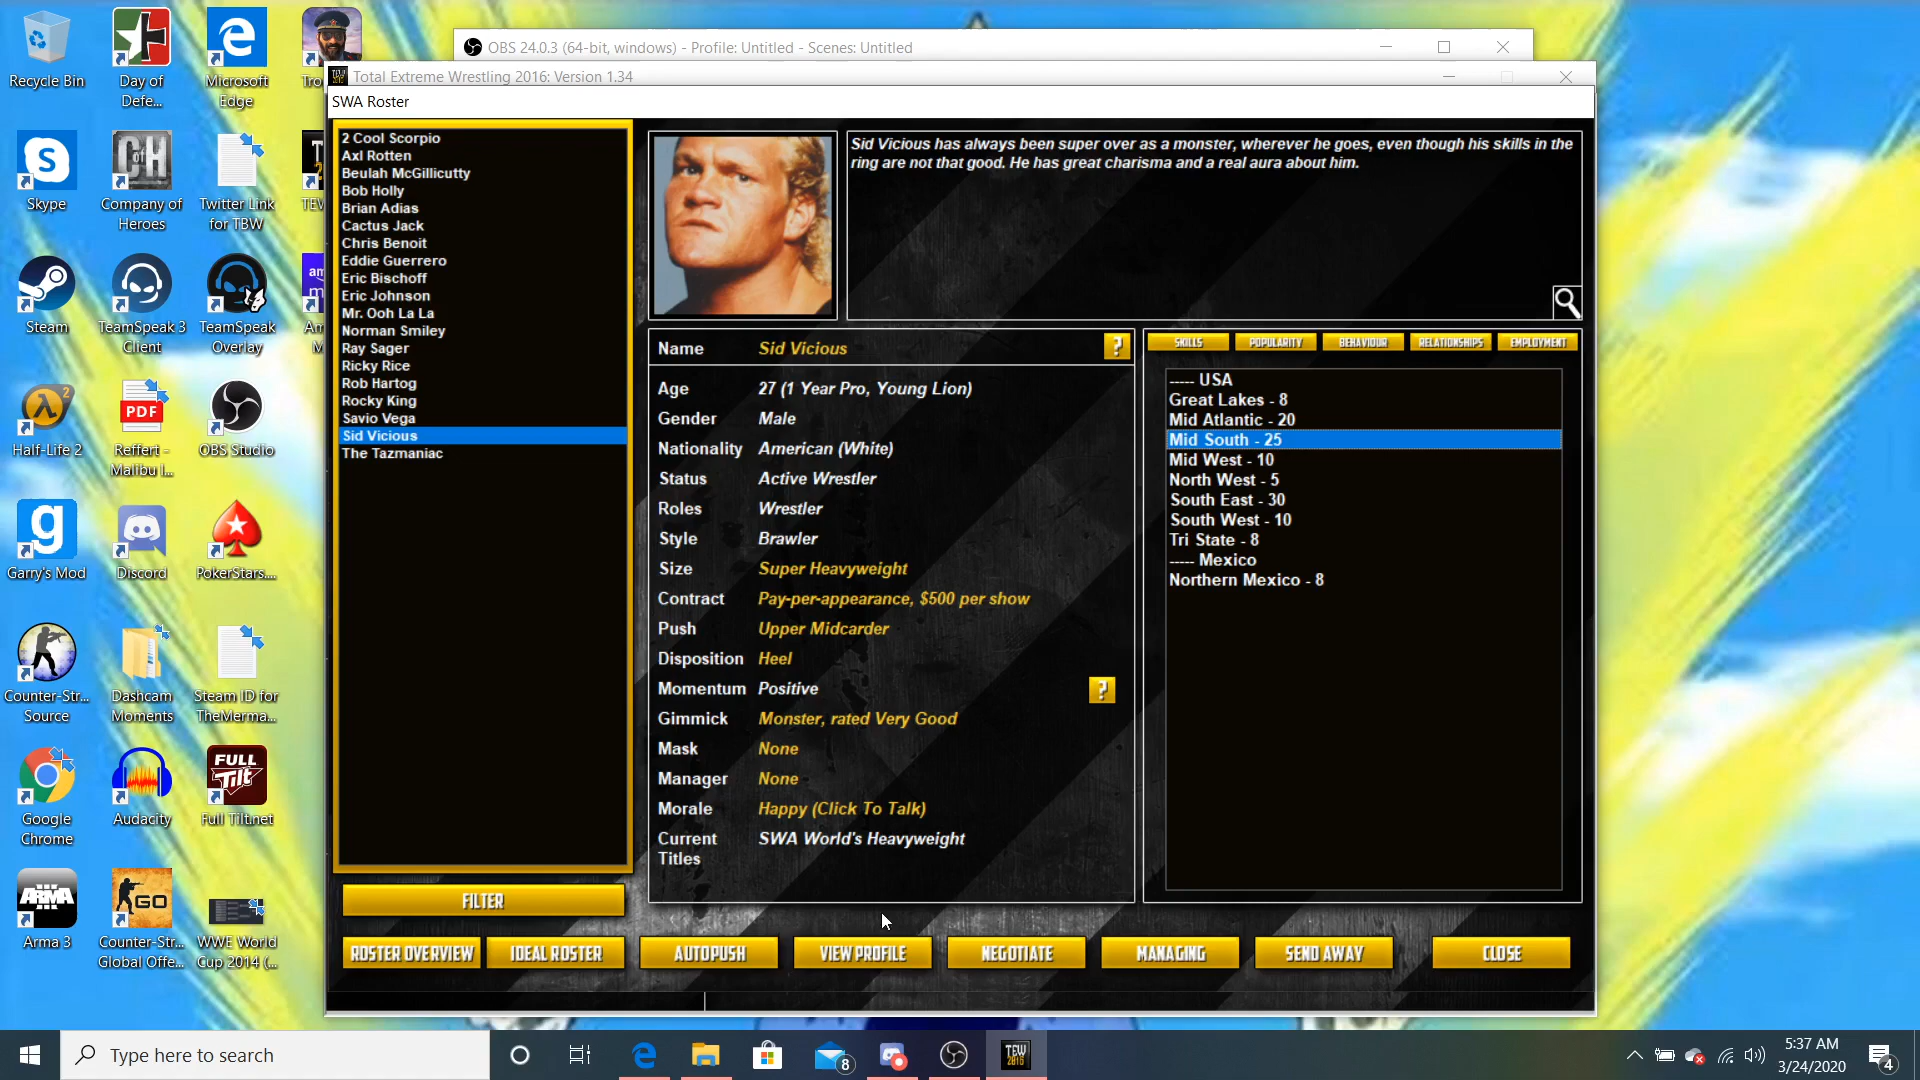 Recycle Bin
Day of
Defe...
Microsoft
Edge
Tro
Skype
Company of
Heroes
Twitter Link
for TBW
TEW
Steam
TeamSpeak 3
Client
TeamSpeak
Overlay
Half-Life 2
PDF
Reffert -
Malibu I...
OBS Studio
Garry's Mod
Discord
PokerStars....
Counter-Str...
Source
Dashcam
Moments
Steam ID for
TheMerma...
Google
Chrome
Audacity
FULL
TILT
Full Tilt.net
ARMA
Arma 3
GO
Counter-Str...
Global Offe...
WWE World
Cup 2014 (...
OBS 24.0.3 (64-bit, windows) - Profile: Untitled - Scenes: Untitled
Total Extreme Wrestling 2016: Version 1.34
SWA Roster
2 Cool Scorpio
Axl Rotten
Beulah McGillicutty
Bob Holly
Brian Adias
Cactus Jack
Chris Benoit
Eddie Guerrero
Eric Bischoff
Eric Johnson
Mr. Ooh La La
Norman Smiley
Ray Sager
Ricky Rice
Rob Hartog
Rocky King
Savio Vega
Sid Vicious
The Tazmaniac
FILTER
Sid Vicious has always been super over as a monster, wherever he goes, even though his skills in the
ring are not that good. He has great charisma and a real aura about him.
Name Sid Vicious ?
Age 27 (1 Year Pro, Young Lion)
Gender Male
Nationality American (White)
Status Active Wrestler
Roles Wrestler
Style Brawler
Size Super Heavyweight
Contract Pay-per-appearance, $500 per show
Push Upper Midcarder
Disposition Heel
Momentum Positive ?
Gimmick Monster, rated Very Good
Mask None
Manager None
Morale Happy (Click To Talk)
Current SWA World's Heavyweight
Titles
SKILLS POPULARITY BEHAVIOUR RELATIONSHIPS EMPLOYMENT
----- USA
Great Lakes - 8
Mid Atlantic - 20
Mid South - 25
Mid West - 10
North West - 5
South East - 30
South West - 10
Tri State - 8
----- Mexico
Northern Mexico - 8
ROSTER OVERVIEW IDEAL ROSTER AUTOPUSH VIEW PROFILE NEGOTIATE MANAGING SEND AWAY CLOSE
Type here to search
8
TEW
2016
5:37 AM
3/24/2020
4